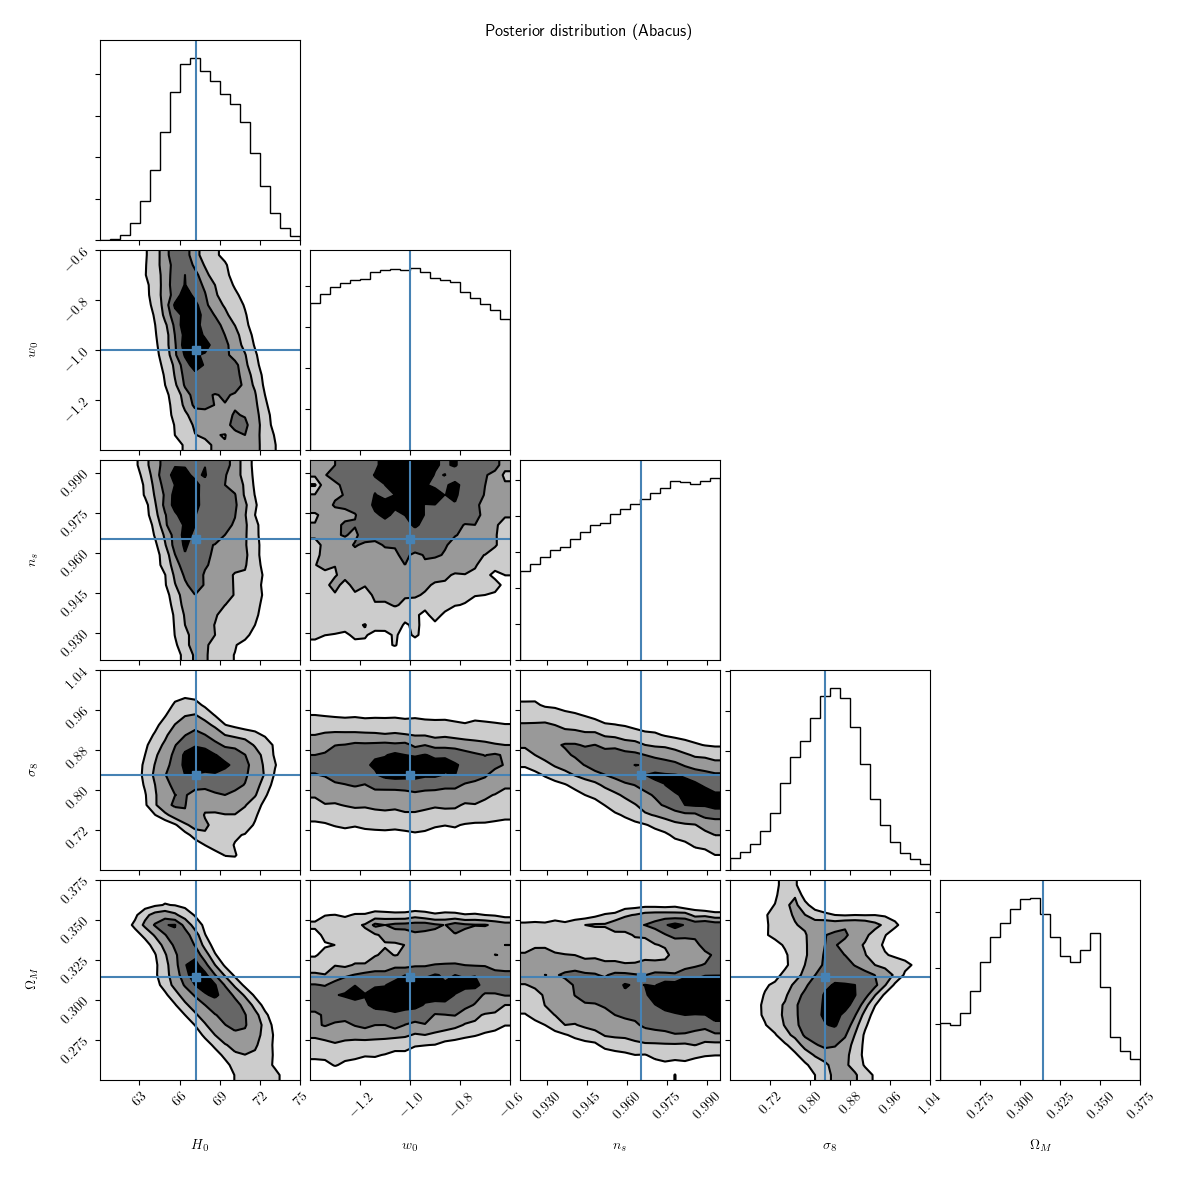 Posterior distribution (Abacus)
−0.6
−0.8
−1.0
−1.2
w₀
0.990
0.975
0.960
0.945
0.930
nₛ
1.04
0.96
0.88
0.80
0.72
σ₈
0.375
0.350
0.325
0.300
0.275
Ω_M
63 66 69 72 75
−1.2 −1.0 −0.8 −0.6
0.930 0.945 0.960 0.975 0.990
0.72 0.80 0.88 0.96 1.04
0.275 0.300 0.325 0.350 0.375
H₀ w₀ nₛ σ₈ Ω_M